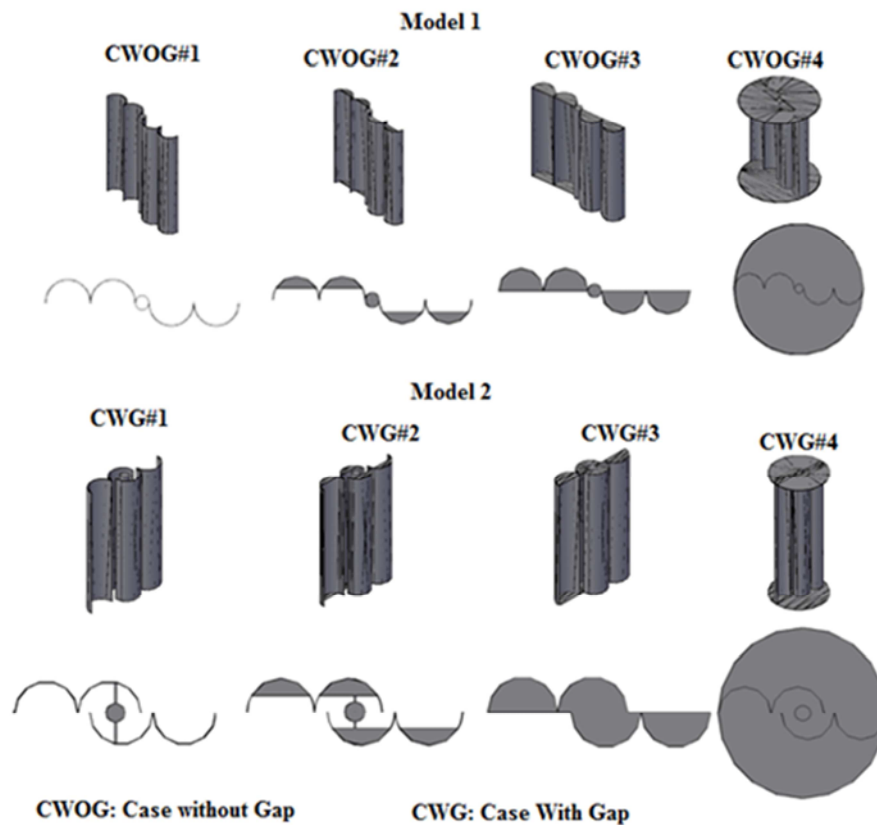 Model 1
CWOG#1
CWOG#2
CWOG#3
CWOG#4
Model 2
CWG#1
CWG#2
CWG#3
CWG#4
CWOG: Case without Gap
CWG: Case With Gap